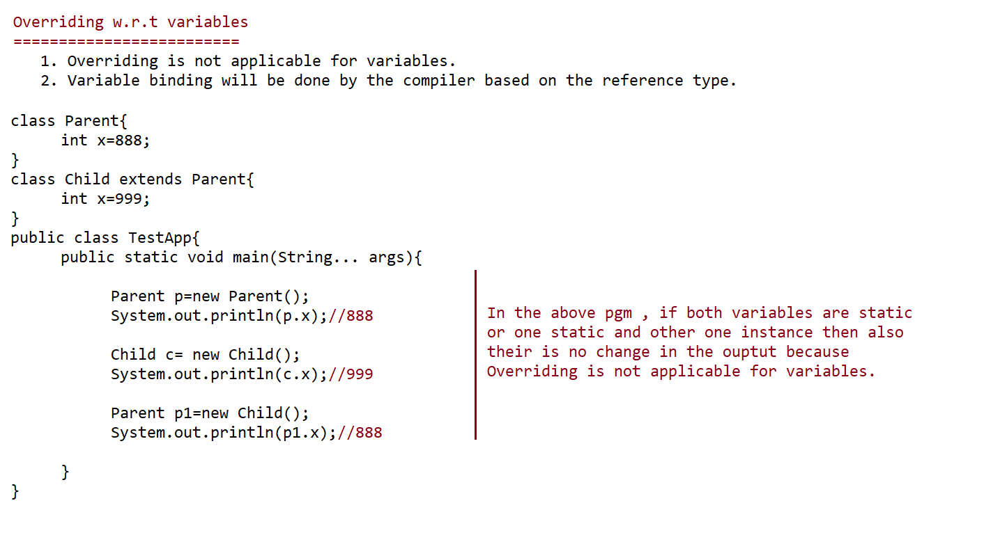 Overriding w.r.t variables
=========================
1. Overriding is not applicable for variables.
2. Variable binding will be done by the compiler based on the reference type.
class Parent{
int x=888;
}
class Child extends Parent{
int x=999;
}
public class TestApp{
public static void main(String... args){
Parent p=new Parent();
System.out.println(p.x);//888
Child c= new Child();
System.out.println(c.x);//999
Parent p1=new Child();
System.out.println(p1.x);//888
}
}
In the above pgm , if both variables are static
or one static and other one instance then also
their is no change in the ouptut because
Overriding is not applicable for variables.